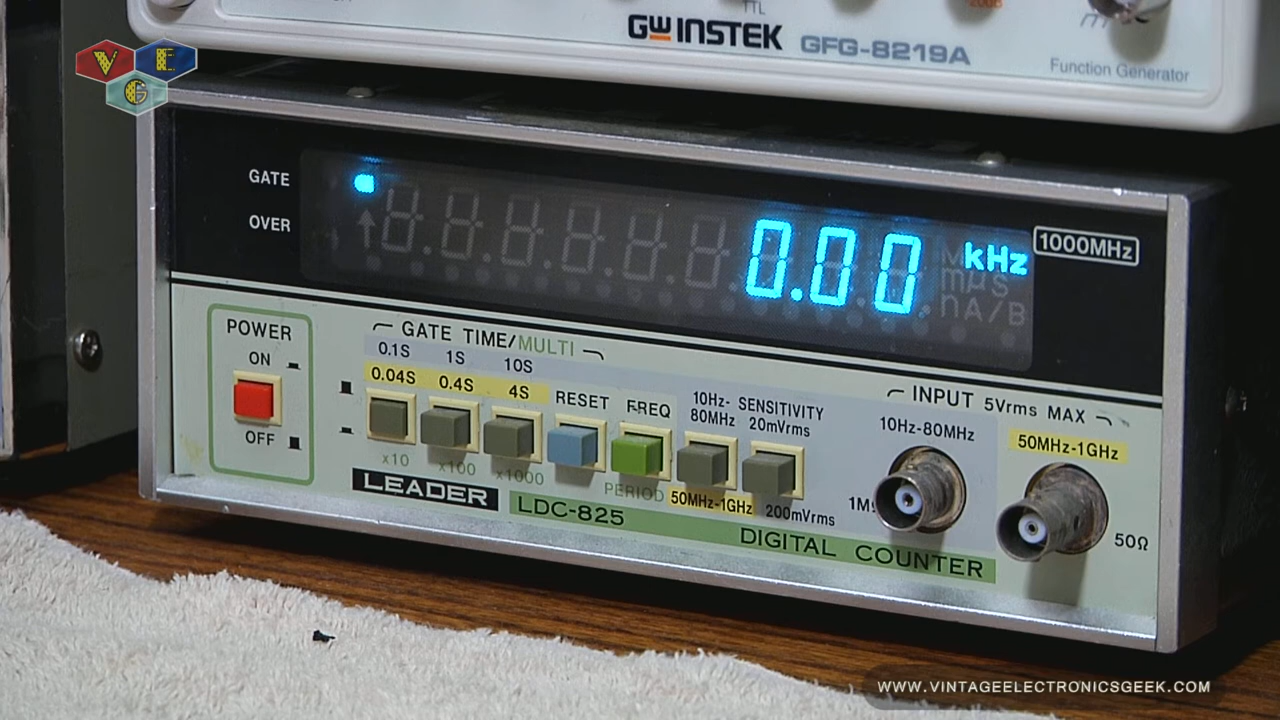 TTL
GW INSTEK GFG-8219A
Function Generator
V E G
GATE
OVER
0.00 kHz
mµs
nA/B
1000MHz
POWER
ON
OFF
GATE TIME/MULTI
0.1S 1S 10S
0.04S 0.4S 4S
RESET
FREQ
10Hz-
80MHz
SENSITIVITY
20mVrms
x10 x100 x1000
PERIOD
50MHz-1GHz
200mVrms
INPUT 5Vrms MAX
10Hz-80MHz
50MHz-1GHz
50Ω
LEADER
LDC-825
DIGITAL COUNTER
WWW.VINTAGEELECTRONICSGEEK.COM